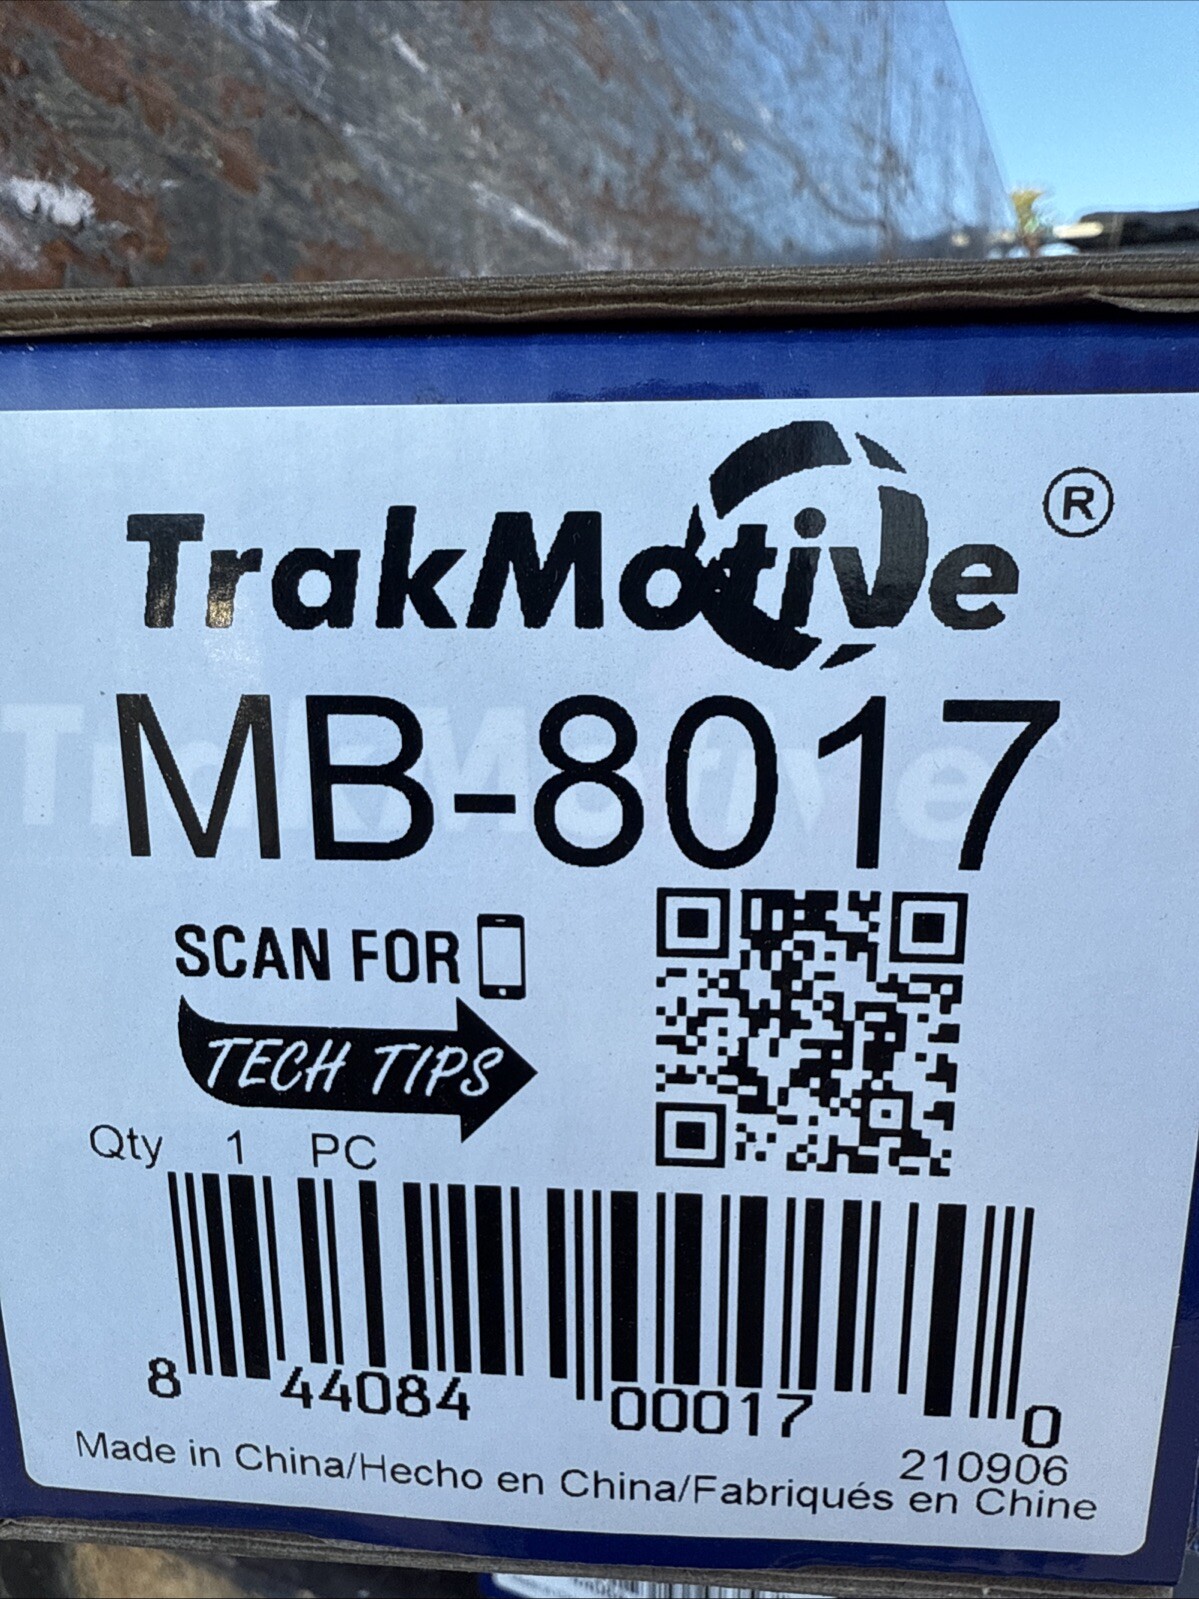 TrakMotive®
MB-8017
SCAN FOR
TECH TIPS
Qty 1 PC
8 44084 00017 0
210906
Made in China/Hecho en China/Fabriqués en Chine